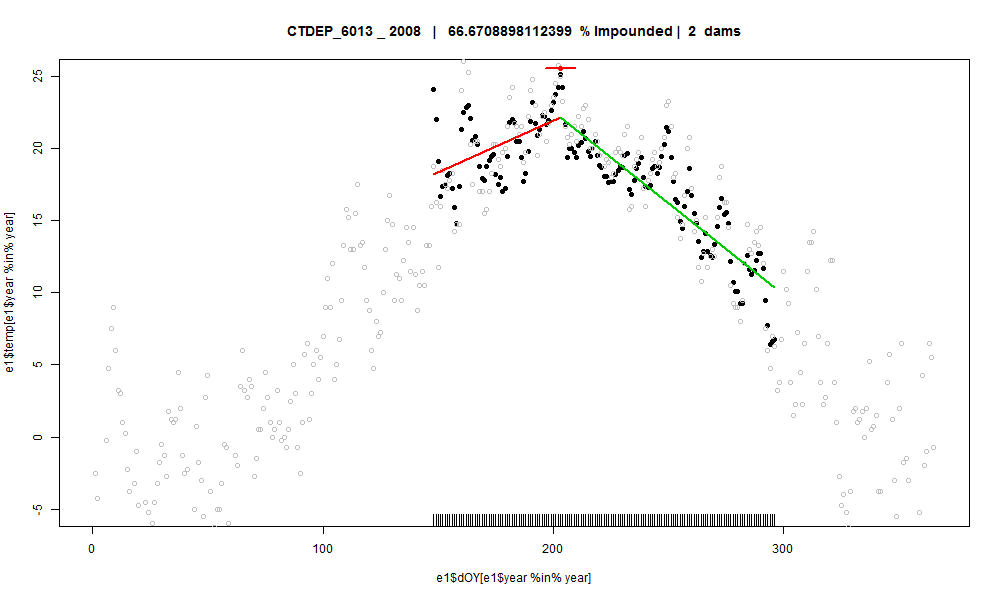 CTDEP_6013 _ 2008 | 66.6708898112399 % Impounded | 2 dams
25
20
15
10
5
0
-5
e1$temp[e1$year %in% year]
0 100 200 300
e1$dOY[e1$year %in% year]